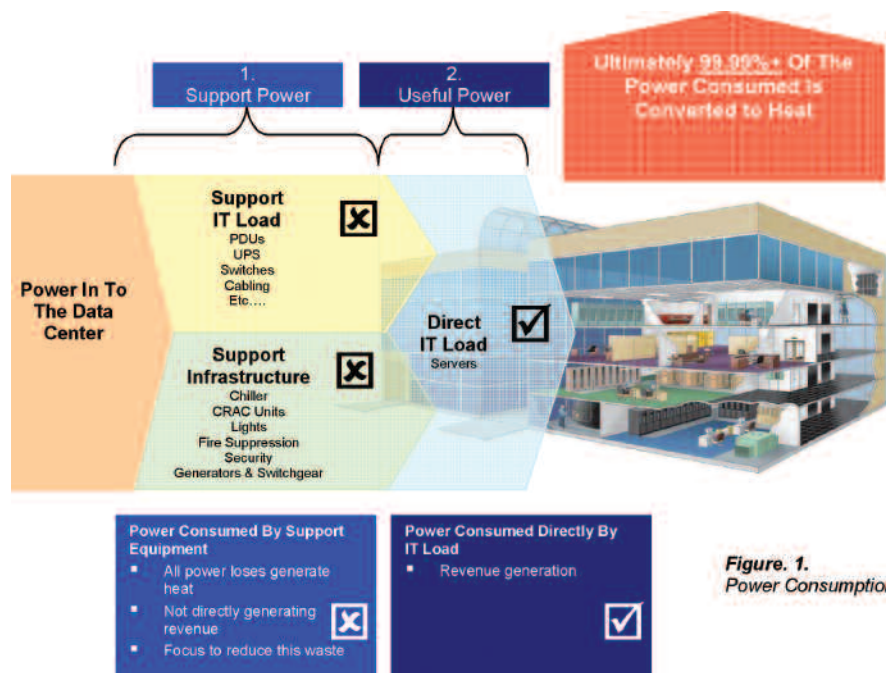 1.
Support Power
2.
Useful Power
Ultimately 99.99%+ Of The
Power Consumed Is
Converted to Heat
Power In To
The Data
Center
Support
IT Load
PDUs
UPS
Switches
Cabling
Etc....
Support
Infrastructure
Chiller
CRAC Units
Lights
Fire Suppression
Security
Generators & Switchgear
Direct
IT Load
Servers
Power Consumed By Support
Equipment
▪ All power loses generate
heat
▪ Not directly generating
revenue
▪ Focus to reduce this waste
Power Consumed Directly By
IT Load
▪ Revenue generation
Figure. 1.
Power Consumption